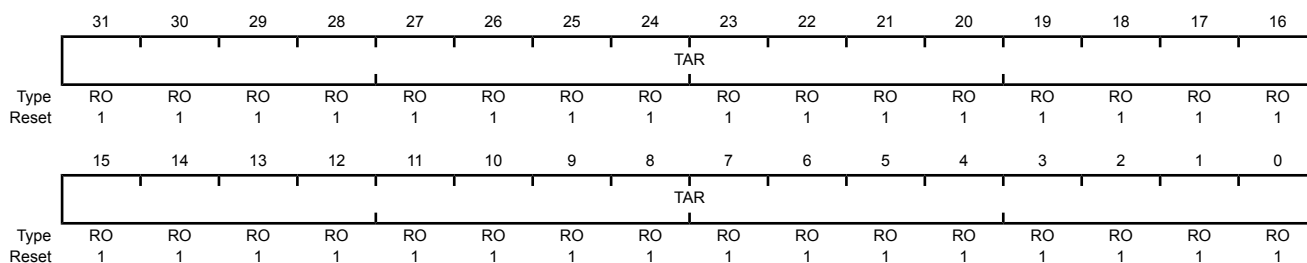 31 30 29 28 27 26 25 24 23 22 21 20 19 18 17 16
TAR
Type RO RO RO RO RO RO RO RO RO RO RO RO RO RO RO RO
Reset 1 1 1 1 1 1 1 1 1 1 1 1 1 1 1 1
15 14 13 12 11 10 9 8 7 6 5 4 3 2 1 0
TAR
Type RO RO RO RO RO RO RO RO RO RO RO RO RO RO RO RO
Reset 1 1 1 1 1 1 1 1 1 1 1 1 1 1 1 1